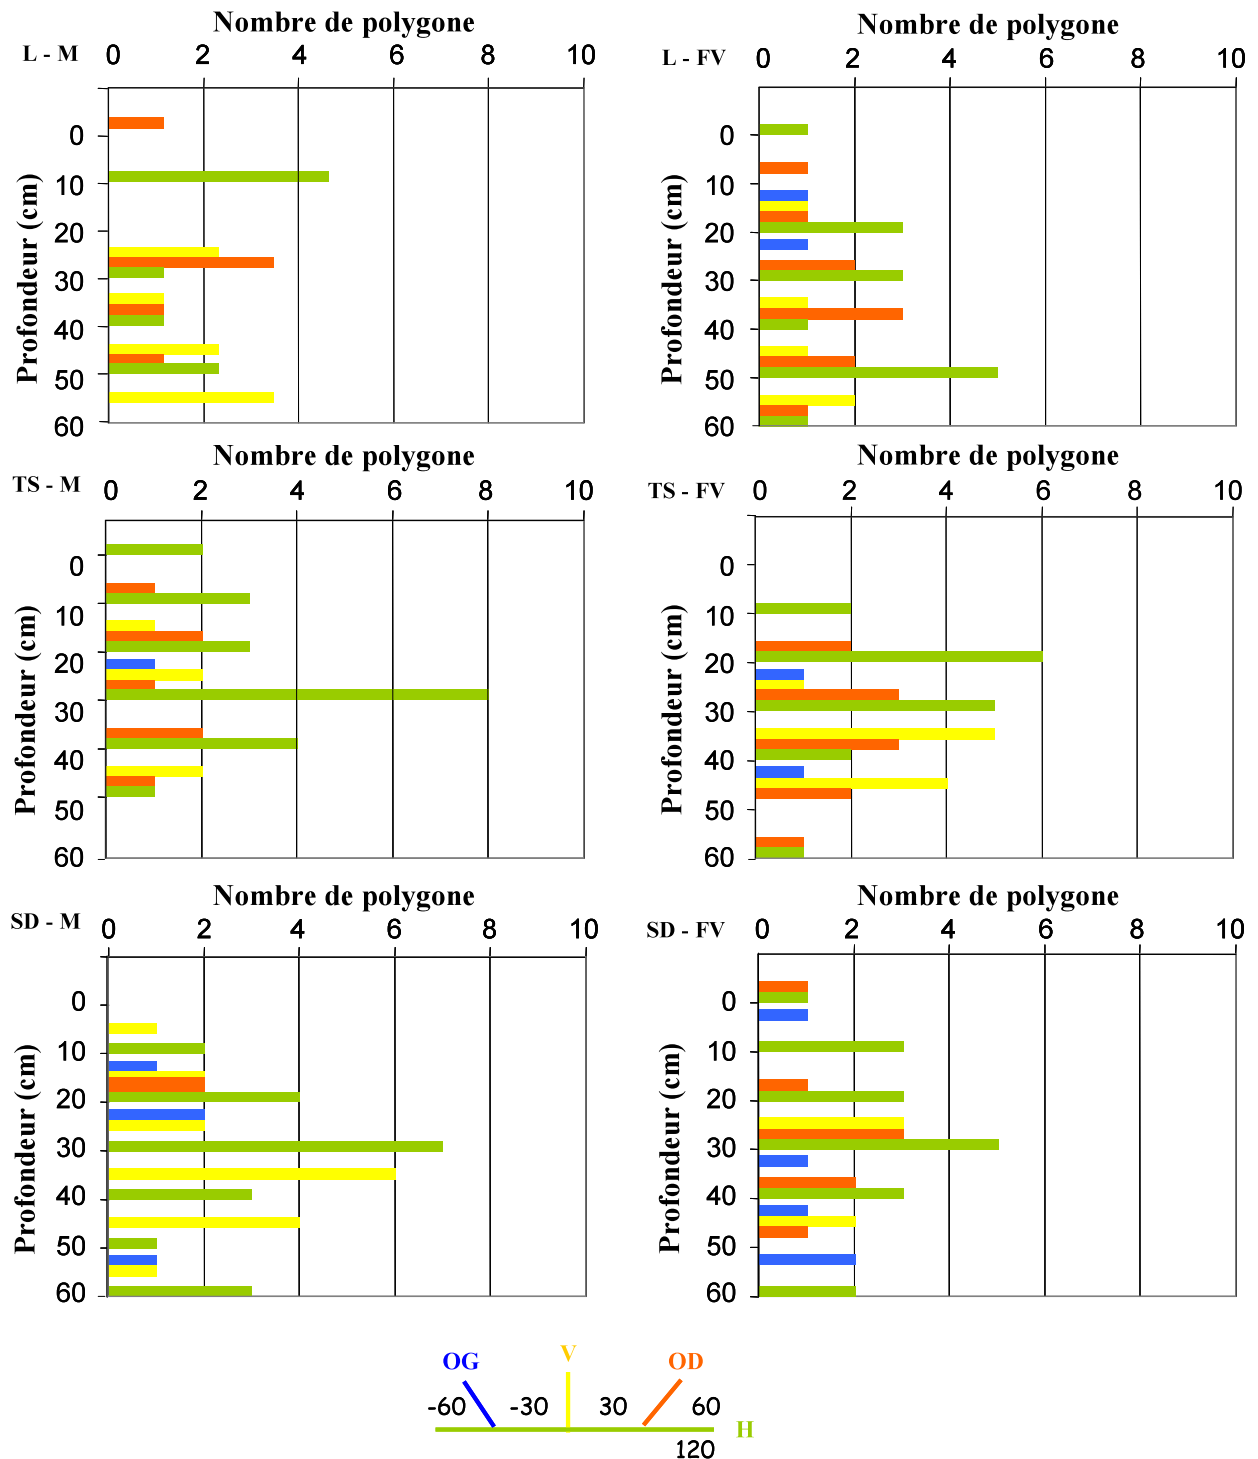 Nombre de polygone
L - M 0 2 4 6 8 10
Profondeur (cm)
0
10
20
30
40
50
60
Nombre de polygone
L - FV 0 2 4 6 8 10
Profondeur (cm)
0
10
20
30
40
50
60
Nombre de polygone
TS - M 0 2 4 6 8 10
Profondeur (cm)
0
10
20
30
40
50
60
Nombre de polygone
TS - FV 0 2 4 6 8 10
Profondeur (cm)
0
10
20
30
40
50
60
Nombre de polygone
SD - M 0 2 4 6 8 10
Profondeur (cm)
0
10
20
30
40
50
60
Nombre de polygone
SD - FV 0 2 4 6 8 10
Profondeur (cm)
0
10
20
30
40
50
60
OG V OD
-60 -30 30 60
H
120